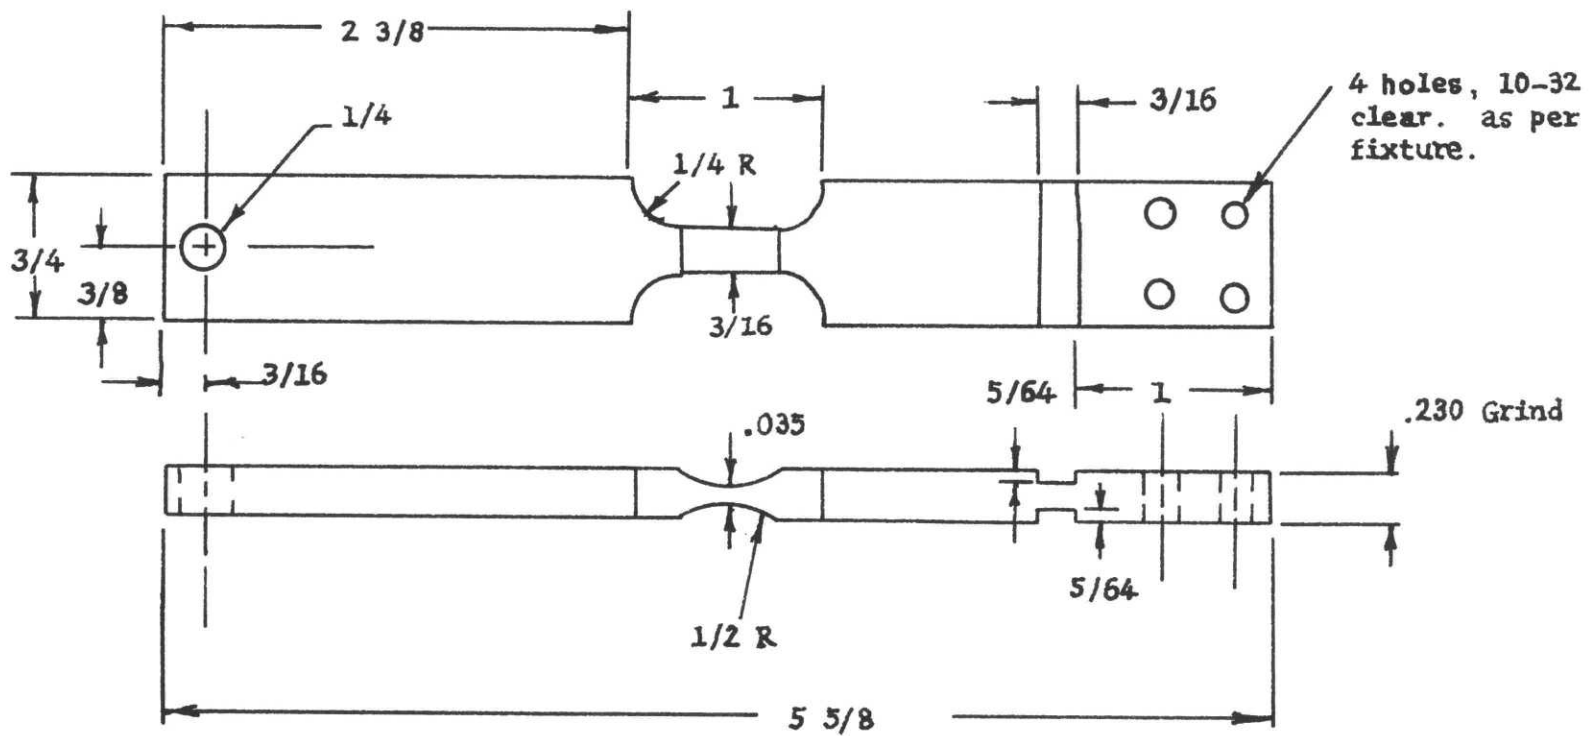 2 3/8
1
3/16
4 holes, 10-32
clear. as per
fixture.
1/4
1/4 R
3/4
3/8
3/16
3/16
5/64
1
.230 Grind
.035
5/64
1/2 R
5 5/8